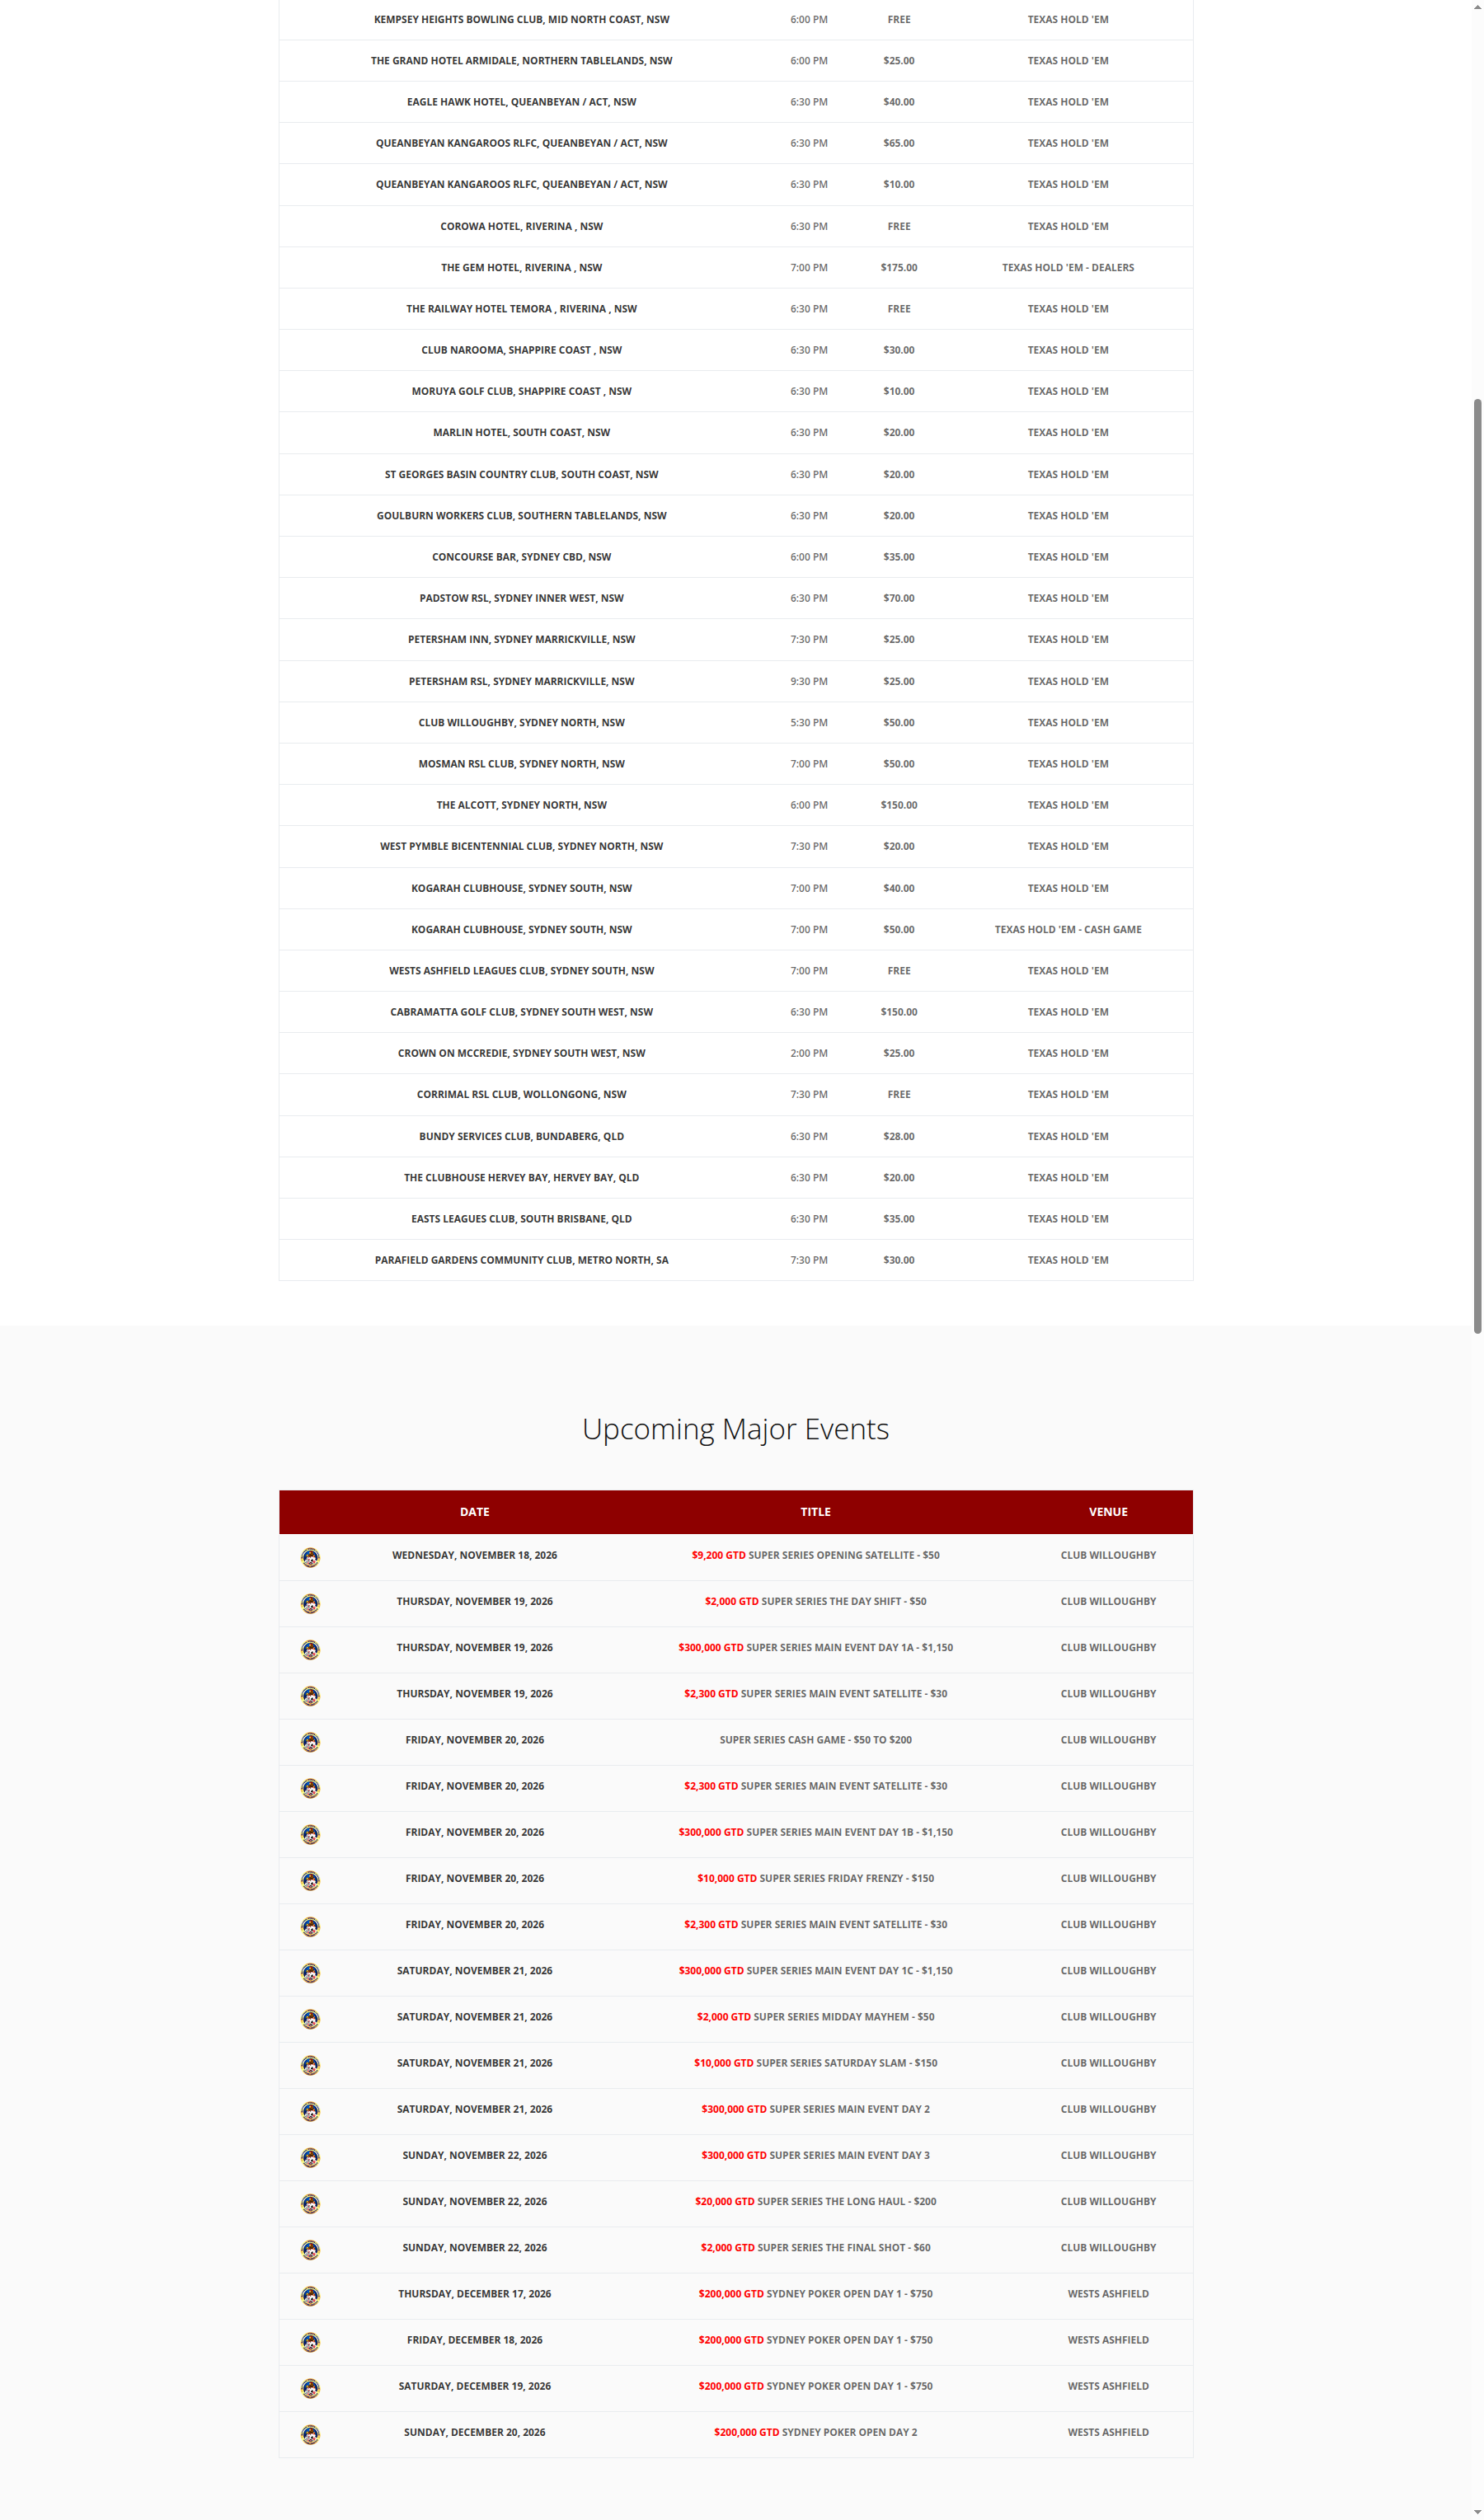 KEMPSEY HEIGHTS BOWLING CLUB, MID NORTH COAST, NSW 6:00 PM FREE TEXAS HOLD 'EM
THE GRAND HOTEL ARMIDALE, NORTHERN TABLELANDS, NSW 6:00 PM $25.00 TEXAS HOLD 'EM
EAGLE HAWK HOTEL, QUEANBEYAN / ACT, NSW 6:30 PM $40.00 TEXAS HOLD 'EM
QUEANBEYAN KANGAROOS RLFC, QUEANBEYAN / ACT, NSW 6:30 PM $65.00 TEXAS HOLD 'EM
QUEANBEYAN KANGAROOS RLFC, QUEANBEYAN / ACT, NSW 6:30 PM $10.00 TEXAS HOLD 'EM
COROWA HOTEL, RIVERINA , NSW 6:30 PM FREE TEXAS HOLD 'EM
THE GEM HOTEL, RIVERINA , NSW 7:00 PM $175.00 TEXAS HOLD 'EM - DEALERS
THE RAILWAY HOTEL TEMORA , RIVERINA , NSW 6:30 PM FREE TEXAS HOLD 'EM
CLUB NAROOMA, SHAPPIRE COAST , NSW 6:30 PM $30.00 TEXAS HOLD 'EM
MORUYA GOLF CLUB, SHAPPIRE COAST , NSW 6:30 PM $10.00 TEXAS HOLD 'EM
MARLIN HOTEL, SOUTH COAST, NSW 6:30 PM $20.00 TEXAS HOLD 'EM
ST GEORGES BASIN COUNTRY CLUB, SOUTH COAST, NSW 6:30 PM $20.00 TEXAS HOLD 'EM
GOULBURN WORKERS CLUB, SOUTHERN TABLELANDS, NSW 6:30 PM $20.00 TEXAS HOLD 'EM
CONCOURSE BAR, SYDNEY CBD, NSW 6:00 PM $35.00 TEXAS HOLD 'EM
PADSTOW RSL, SYDNEY INNER WEST, NSW 6:30 PM $70.00 TEXAS HOLD 'EM
PETERSHAM INN, SYDNEY MARRICKVILLE, NSW 7:30 PM $25.00 TEXAS HOLD 'EM
PETERSHAM RSL, SYDNEY MARRICKVILLE, NSW 9:30 PM $25.00 TEXAS HOLD 'EM
CLUB WILLOUGHBY, SYDNEY NORTH, NSW 5:30 PM $50.00 TEXAS HOLD 'EM
MOSMAN RSL CLUB, SYDNEY NORTH, NSW 7:00 PM $50.00 TEXAS HOLD 'EM
THE ALCOTT, SYDNEY NORTH, NSW 6:00 PM $150.00 TEXAS HOLD 'EM
WEST PYMBLE BICENTENNIAL CLUB, SYDNEY NORTH, NSW 7:30 PM $20.00 TEXAS HOLD 'EM
KOGARAH CLUBHOUSE, SYDNEY SOUTH, NSW 7:00 PM $40.00 TEXAS HOLD 'EM
KOGARAH CLUBHOUSE, SYDNEY SOUTH, NSW 7:00 PM $50.00 TEXAS HOLD 'EM - CASH GAME
WESTS ASHFIELD LEAGUES CLUB, SYDNEY SOUTH, NSW 7:00 PM FREE TEXAS HOLD 'EM
CABRAMATTA GOLF CLUB, SYDNEY SOUTH WEST, NSW 6:30 PM $150.00 TEXAS HOLD 'EM
CROWN ON MCCREDIE, SYDNEY SOUTH WEST, NSW 2:00 PM $25.00 TEXAS HOLD 'EM
CORRIMAL RSL CLUB, WOLLONGONG, NSW 7:30 PM FREE TEXAS HOLD 'EM
BUNDY SERVICES CLUB, BUNDABERG, QLD 6:30 PM $28.00 TEXAS HOLD 'EM
THE CLUBHOUSE HERVEY BAY, HERVEY BAY, QLD 6:30 PM $20.00 TEXAS HOLD 'EM
EASTS LEAGUES CLUB, SOUTH BRISBANE, QLD 6:30 PM $35.00 TEXAS HOLD 'EM
PARAFIELD GARDENS COMMUNITY CLUB, METRO NORTH, SA 7:30 PM $30.00 TEXAS HOLD 'EM
Upcoming Major Events
DATE TITLE VENUE
WEDNESDAY, NOVEMBER 18, 2026 $9,200 GTD SUPER SERIES OPENING SATELLITE - $50 CLUB WILLOUGHBY
THURSDAY, NOVEMBER 19, 2026 $2,000 GTD SUPER SERIES THE DAY SHIFT - $50 CLUB WILLOUGHBY
THURSDAY, NOVEMBER 19, 2026 $300,000 GTD SUPER SERIES MAIN EVENT DAY 1A - $1,150 CLUB WILLOUGHBY
THURSDAY, NOVEMBER 19, 2026 $2,300 GTD SUPER SERIES MAIN EVENT SATELLITE - $30 CLUB WILLOUGHBY
FRIDAY, NOVEMBER 20, 2026 SUPER SERIES CASH GAME - $50 TO $200 CLUB WILLOUGHBY
FRIDAY, NOVEMBER 20, 2026 $2,300 GTD SUPER SERIES MAIN EVENT SATELLITE - $30 CLUB WILLOUGHBY
FRIDAY, NOVEMBER 20, 2026 $300,000 GTD SUPER SERIES MAIN EVENT DAY 1B - $1,150 CLUB WILLOUGHBY
FRIDAY, NOVEMBER 20, 2026 $10,000 GTD SUPER SERIES FRIDAY FRENZY - $150 CLUB WILLOUGHBY
FRIDAY, NOVEMBER 20, 2026 $2,300 GTD SUPER SERIES MAIN EVENT SATELLITE - $30 CLUB WILLOUGHBY
SATURDAY, NOVEMBER 21, 2026 $300,000 GTD SUPER SERIES MAIN EVENT DAY 1C - $1,150 CLUB WILLOUGHBY
SATURDAY, NOVEMBER 21, 2026 $2,000 GTD SUPER SERIES MIDDAY MAYHEM - $50 CLUB WILLOUGHBY
SATURDAY, NOVEMBER 21, 2026 $10,000 GTD SUPER SERIES SATURDAY SLAM - $150 CLUB WILLOUGHBY
SATURDAY, NOVEMBER 21, 2026 $300,000 GTD SUPER SERIES MAIN EVENT DAY 2 CLUB WILLOUGHBY
SUNDAY, NOVEMBER 22, 2026 $300,000 GTD SUPER SERIES MAIN EVENT DAY 3 CLUB WILLOUGHBY
SUNDAY, NOVEMBER 22, 2026 $20,000 GTD SUPER SERIES THE LONG HAUL - $200 CLUB WILLOUGHBY
SUNDAY, NOVEMBER 22, 2026 $2,000 GTD SUPER SERIES THE FINAL SHOT - $60 CLUB WILLOUGHBY
THURSDAY, DECEMBER 17, 2026 $200,000 GTD SYDNEY POKER OPEN DAY 1 - $750 WESTS ASHFIELD
FRIDAY, DECEMBER 18, 2026 $200,000 GTD SYDNEY POKER OPEN DAY 1 - $750 WESTS ASHFIELD
SATURDAY, DECEMBER 19, 2026 $200,000 GTD SYDNEY POKER OPEN DAY 1 - $750 WESTS ASHFIELD
SUNDAY, DECEMBER 20, 2026 $200,000 GTD SYDNEY POKER OPEN DAY 2 WESTS ASHFIELD